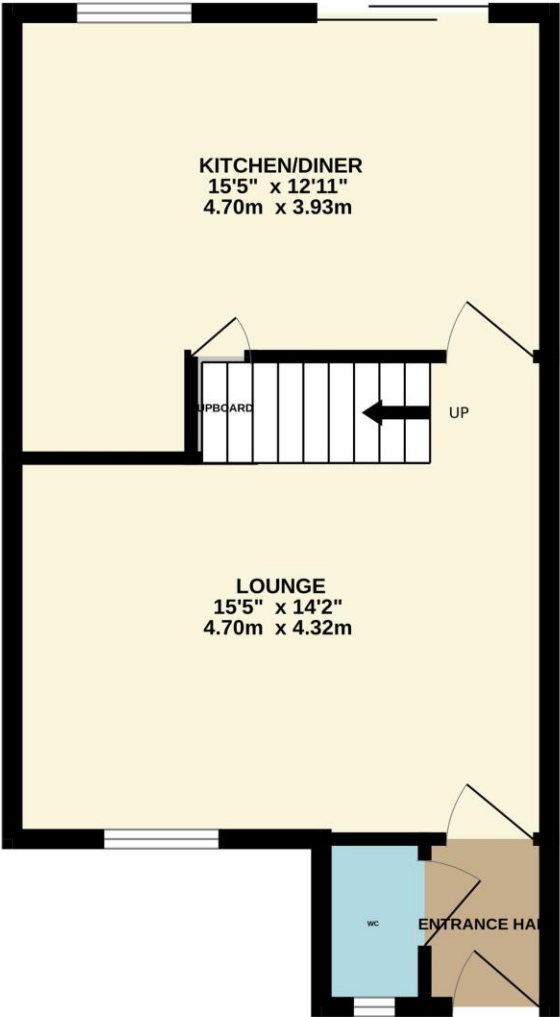 KITCHEN/DINER
15'5" x 12'11"
4.70m x 3.93m
UPBOARD
UP
LOUNGE
15'5" x 14'2"
4.70m x 4.32m
WC
ENTRANCE HA